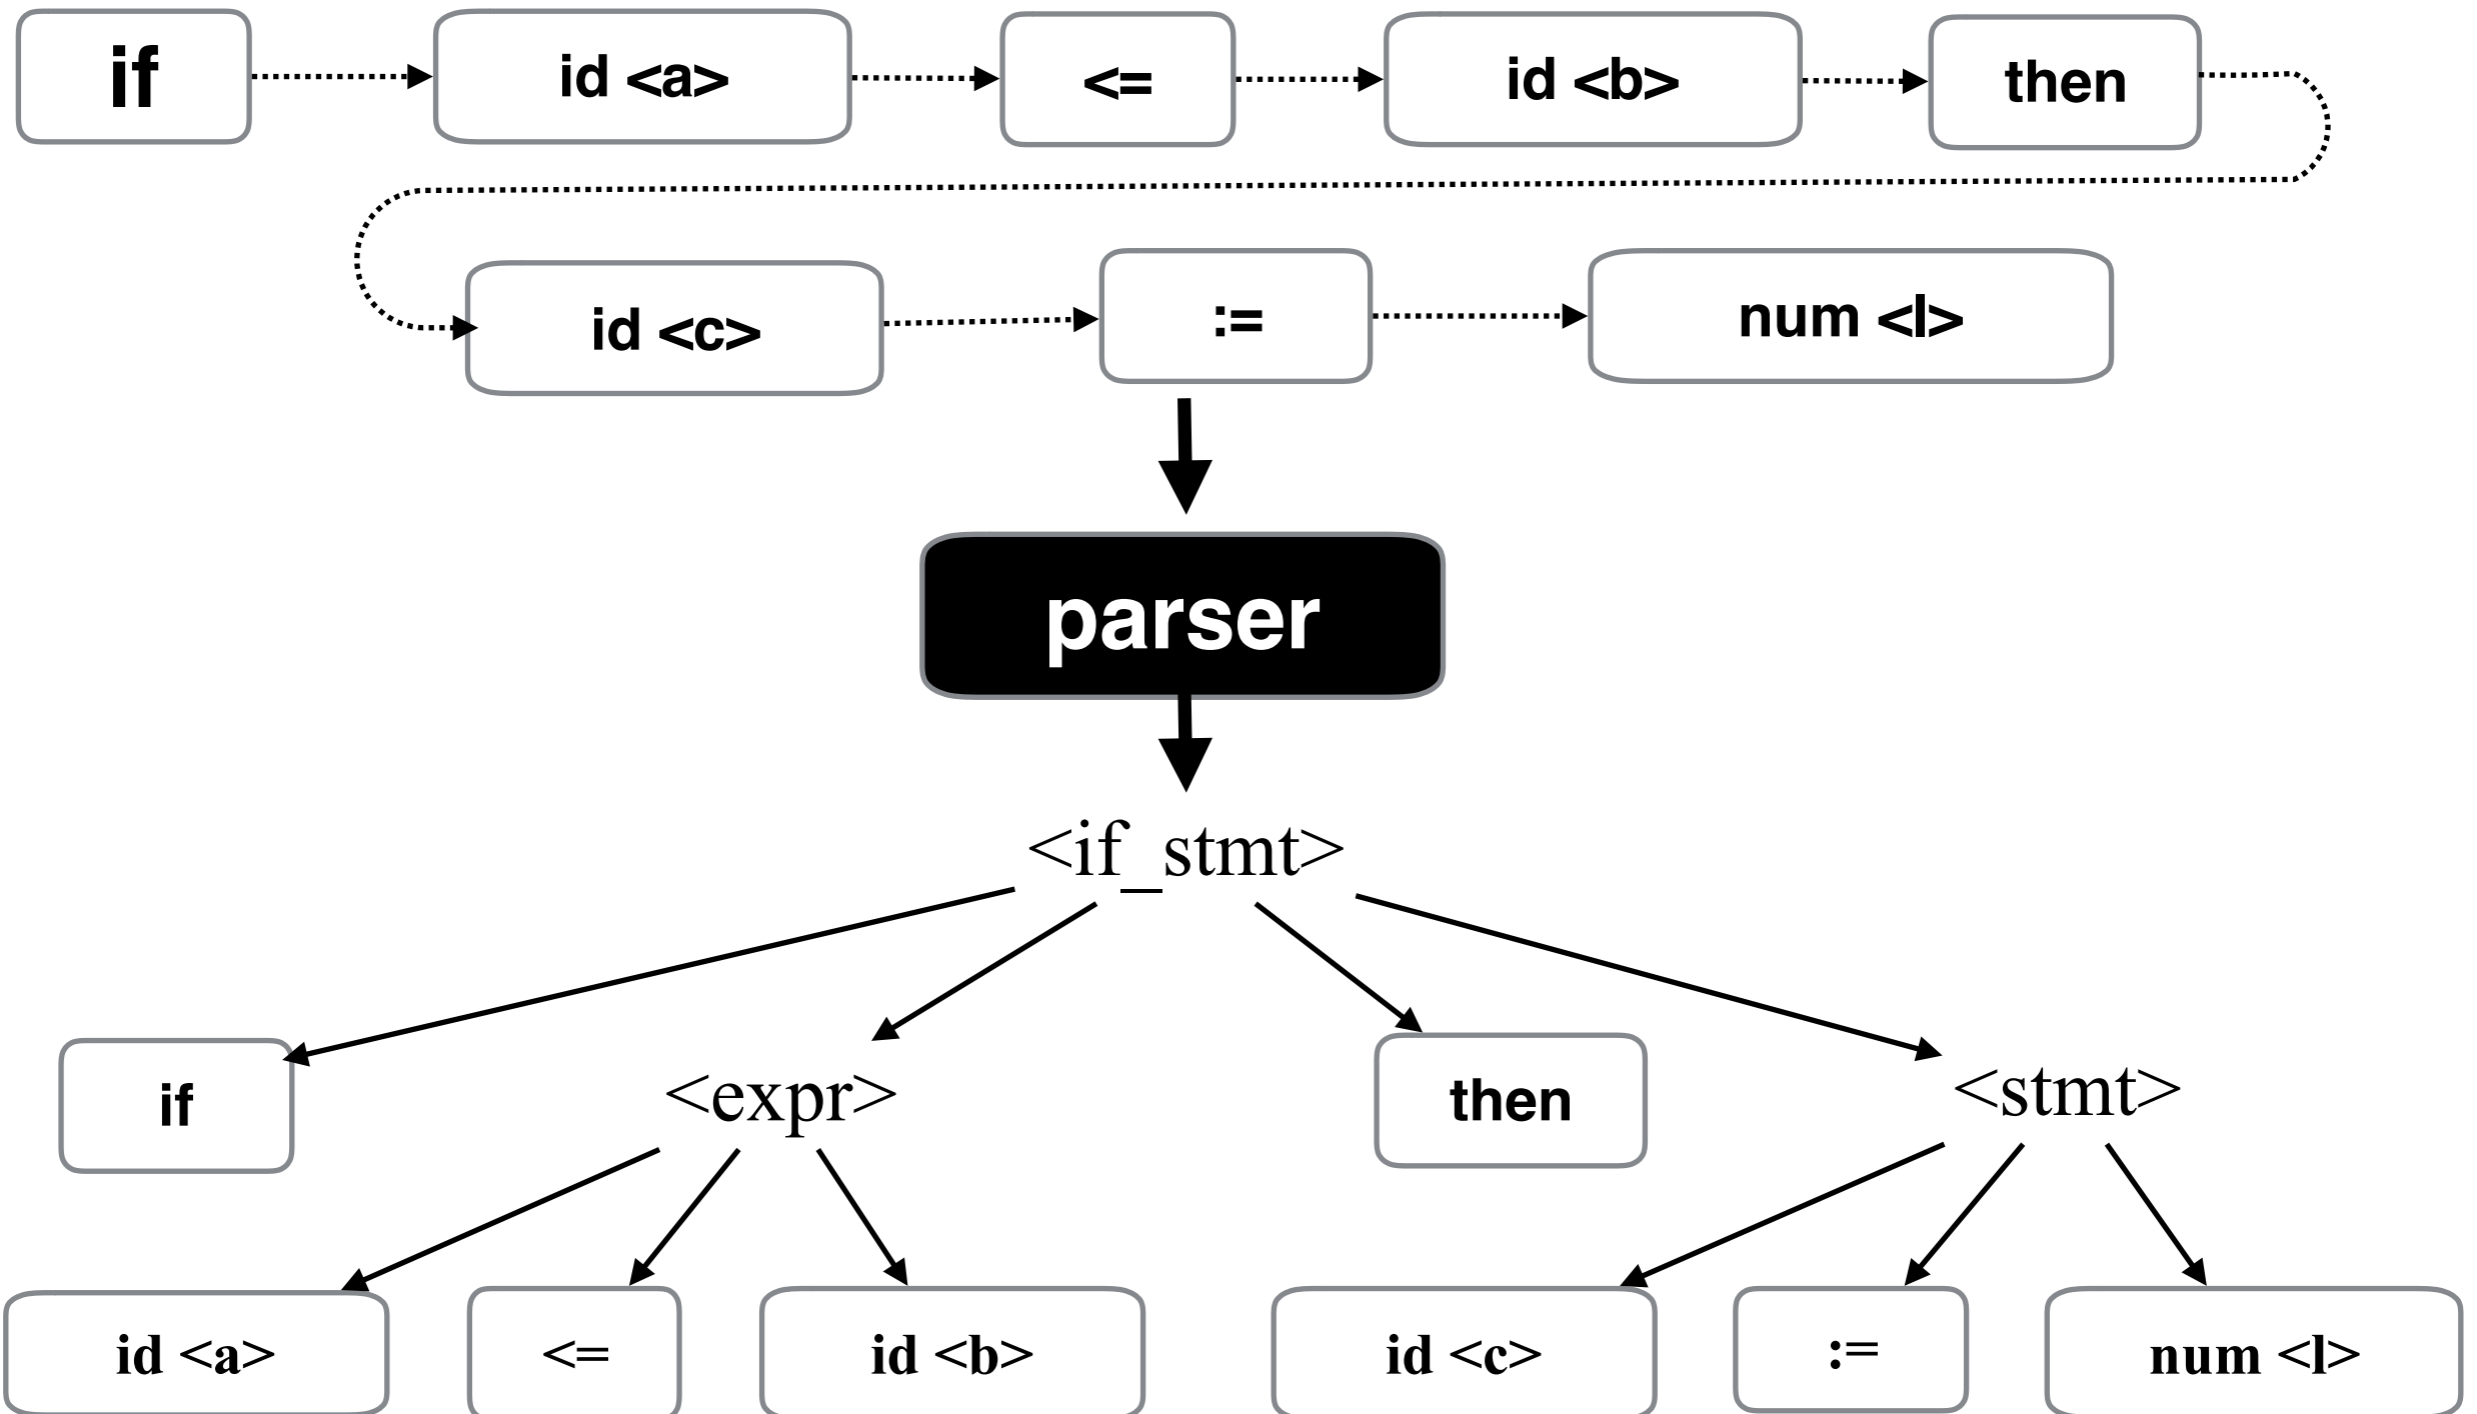 if id <a> <= id <b> then
id <c> := num <l>
parser
<if_stmt>
if <expr> then <stmt>
id <a> <= id <b> id <c> := num <l>